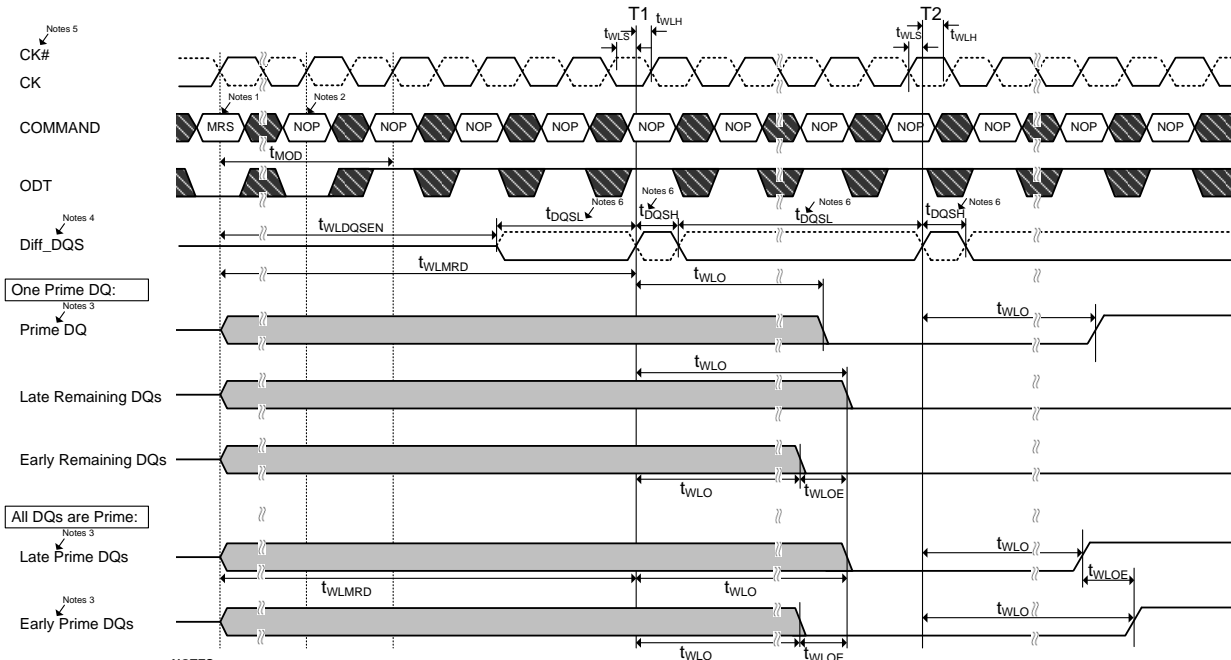 T1 T2
tWLS tWLH tWLS tWLH
Notes 5
CK#
CK
Notes 1 Notes 2
COMMAND MRS NOP NOP NOP NOP NOP NOP NOP NOP NOP NOP NOP
tMOD
ODT
Notes 6 Notes 6 Notes 6 Notes 6
tDQSL tDQSH tDQSL tDQSH
Notes 4
Diff_DQS
tWLDQSEN
tWLMRD tWLO
One Prime DQ:
Notes 3
Prime DQ
tWLO
tWLO
Late Remaining DQs
Early Remaining DQs
tWLO tWLOE
All DQs are Prime:
Notes 3
Late Prime DQs
tWLO
tWLMRD tWLO tWLOE
Notes 3
Early Prime DQs
tWLO
tWLO tWLOE